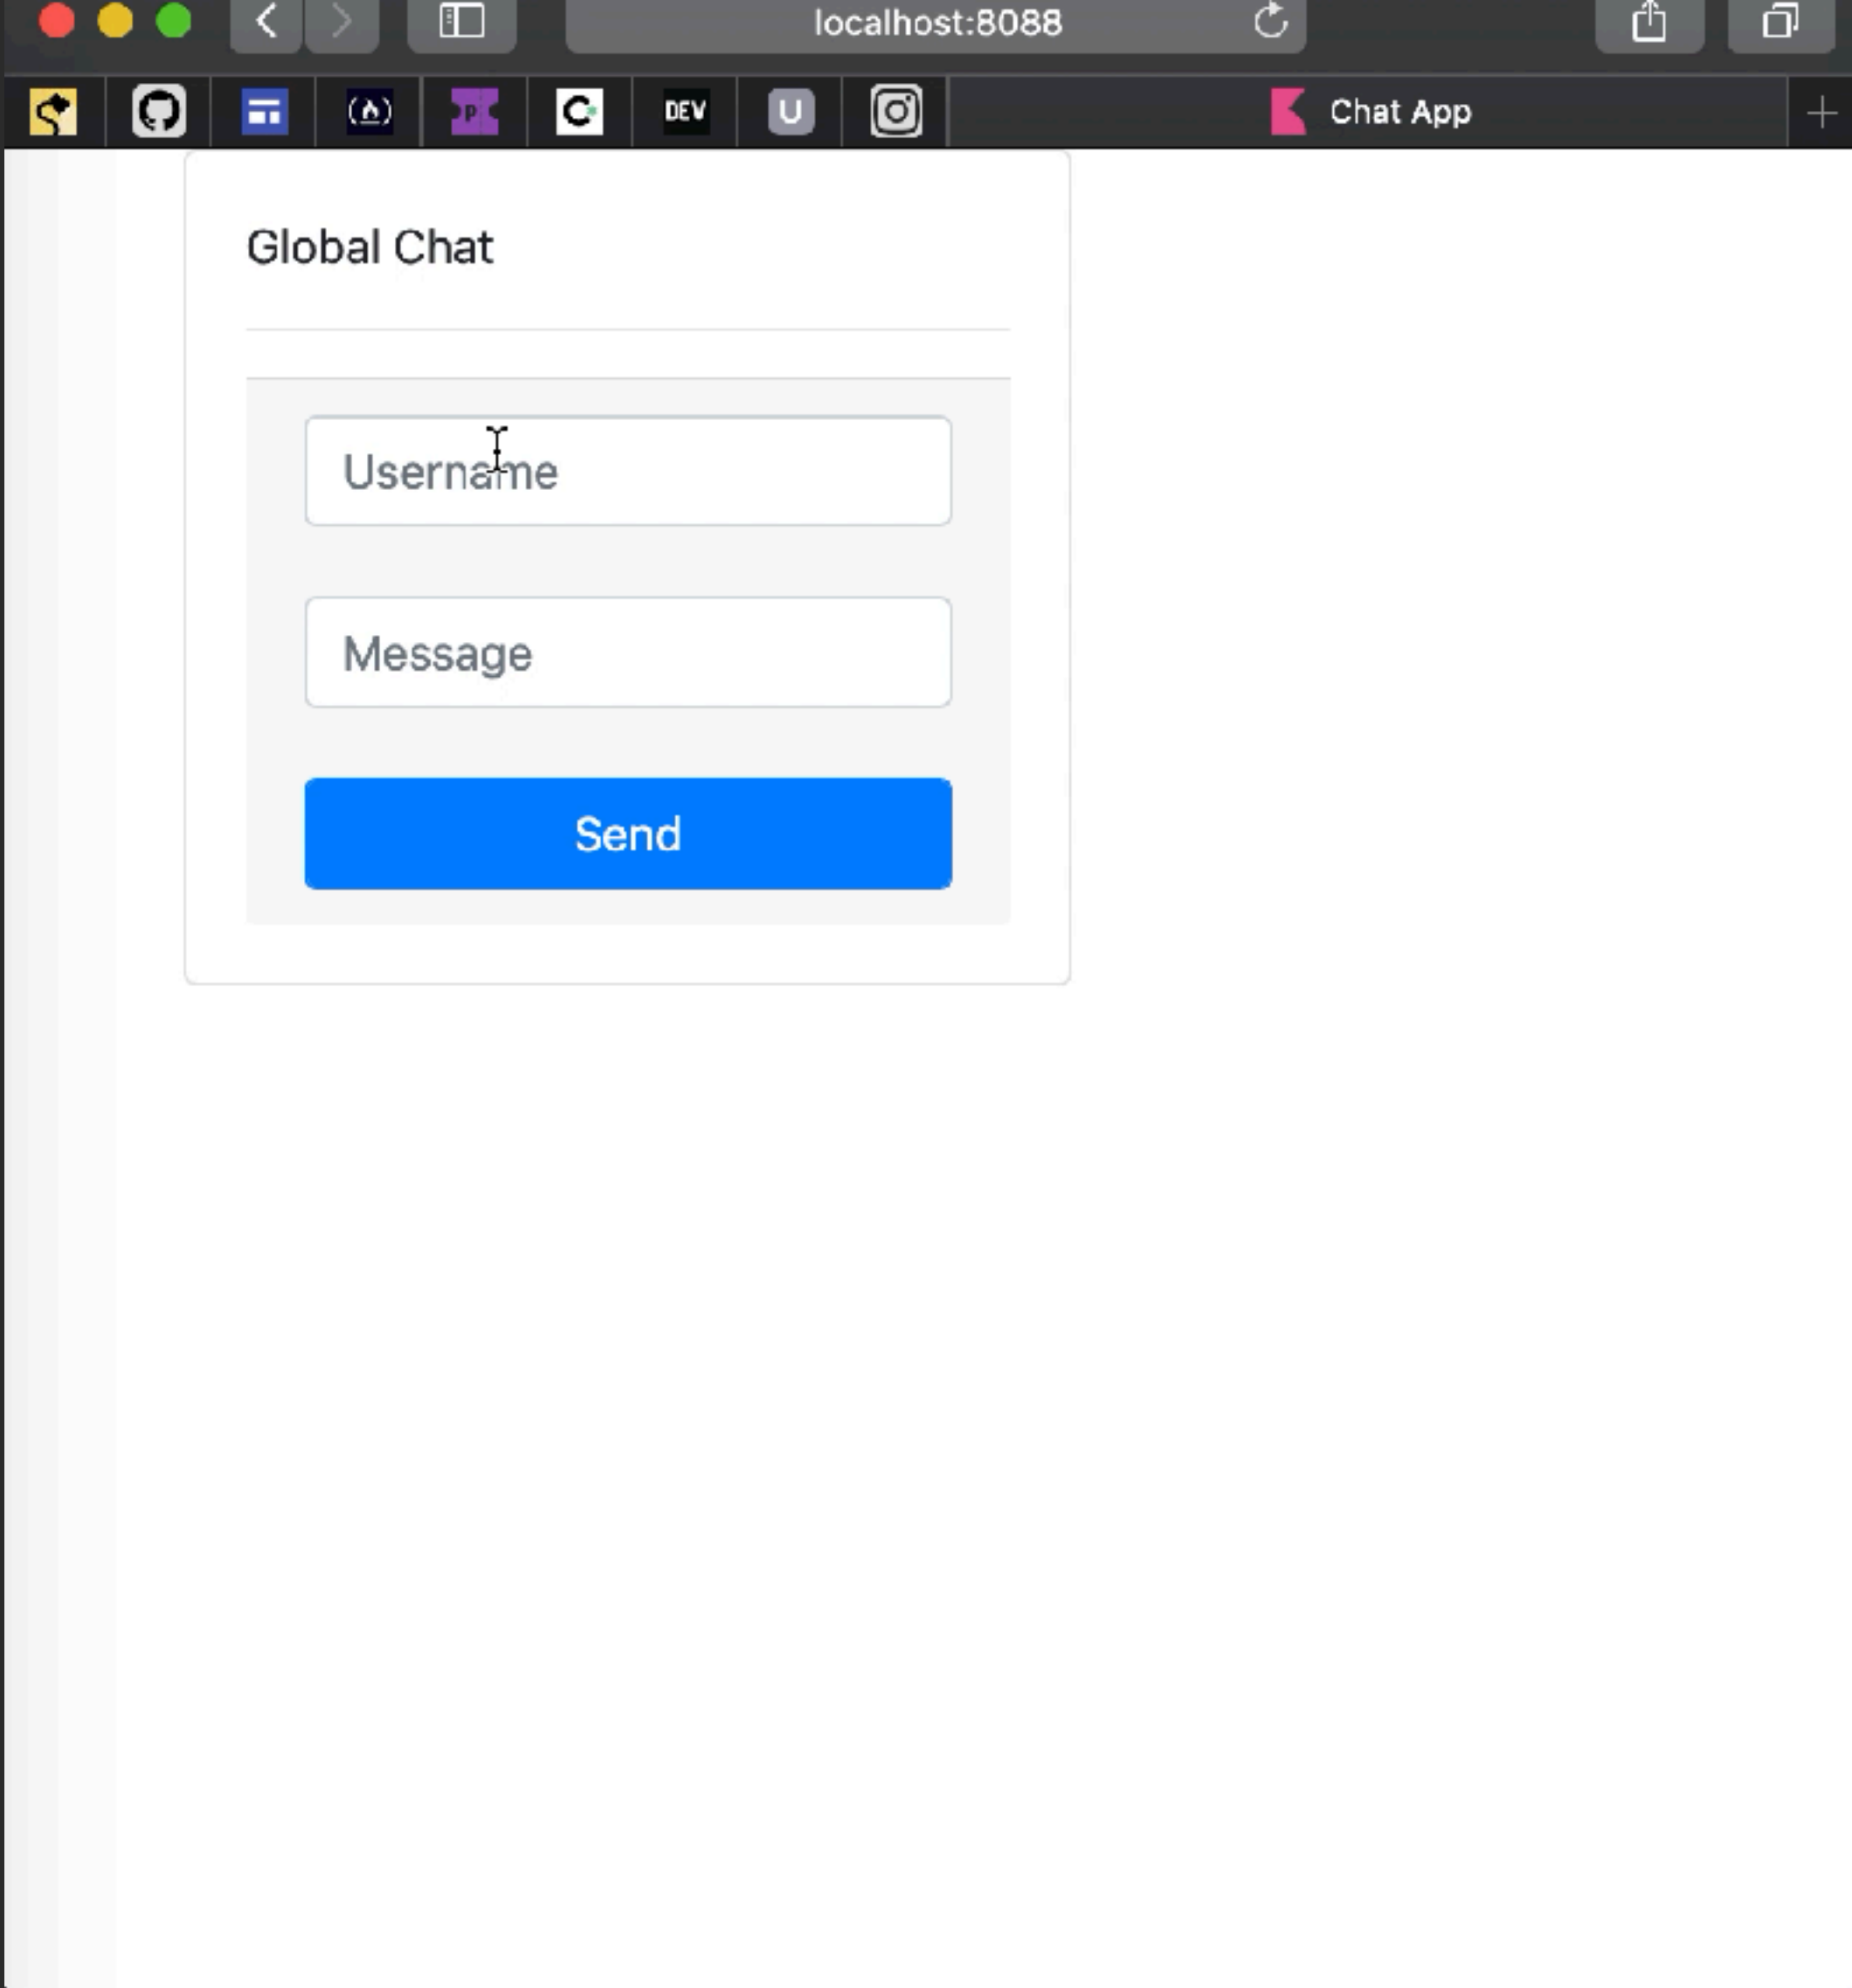 localhost:8088
P
C
DEV
U
Chat App
Global Chat
Username
Message
Send